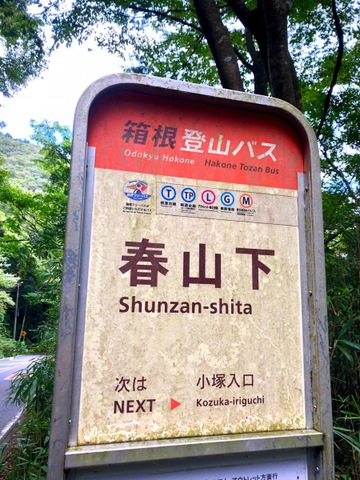 箱根登山バス
Odakyu Hakone Hakone Tozan Bus
T TP L G M
春山下
Shunzan-shita
次は 小塚入口
NEXT Kozuka-iriguchi